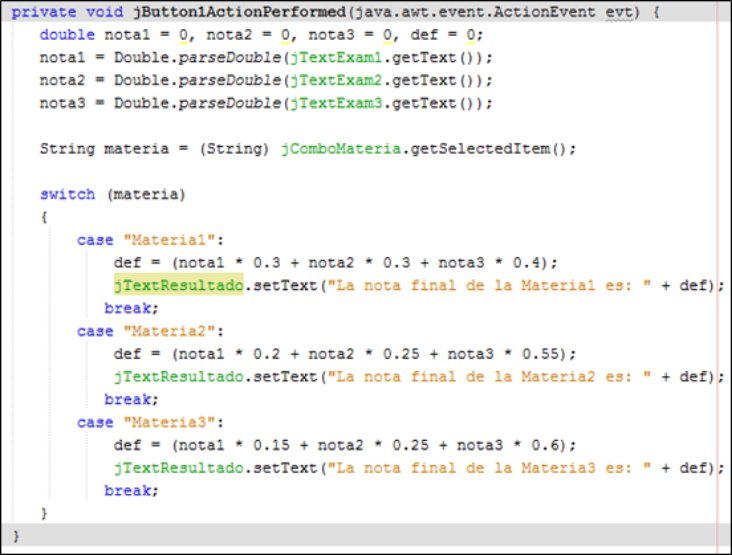 private void jButton1ActionPerformed(java.awt.event.ActionEvent evt) {
double nota1 = 0, nota2 = 0, nota3 = 0, def = 0;
nota1 = Double.parseDouble(jTextExam1.getText());
nota2 = Double.parseDouble(jTextExam2.getText());
nota3 = Double.parseDouble(jTextExam3.getText());
String materia = (String) jComboMateria.getSelectedItem();
switch (materia)
{
case "Materia1":
def = (nota1 * 0.3 + nota2 * 0.3 + nota3 * 0.4);
jTextResultado.setText("La nota final de la Materia1 es: " + def);
break;
case "Materia2":
def = (nota1 * 0.2 + nota2 * 0.25 + nota3 * 0.55);
jTextResultado.setText("La nota final de la Materia2 es: " + def);
break;
case "Materia3":
def = (nota1 * 0.15 + nota2 * 0.25 + nota3 * 0.6);
jTextResultado.setText("La nota final de la Materia3 es: " + def);
break;
}
}